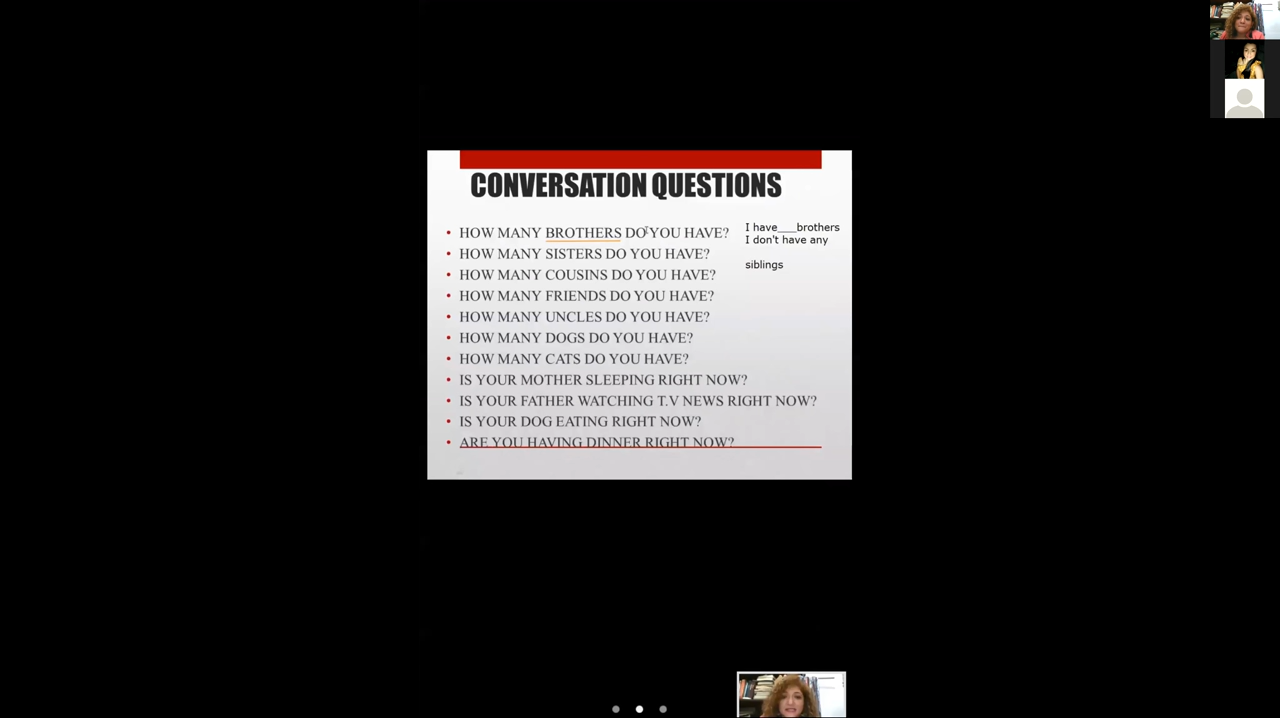 CONVERSATION QUESTIONS
• HOW MANY BROTHERS DO YOU HAVE?
I have___brothers
I don't have any
siblings
• HOW MANY SISTERS DO YOU HAVE?
• HOW MANY COUSINS DO YOU HAVE?
• HOW MANY FRIENDS DO YOU HAVE?
• HOW MANY UNCLES DO YOU HAVE?
• HOW MANY DOGS DO YOU HAVE?
• HOW MANY CATS DO YOU HAVE?
• IS YOUR MOTHER SLEEPING RIGHT NOW?
• IS YOUR FATHER WATCHING T.V NEWS RIGHT NOW?
• IS YOUR DOG EATING RIGHT NOW?
• ARE YOU HAVING DINNER RIGHT NOW?